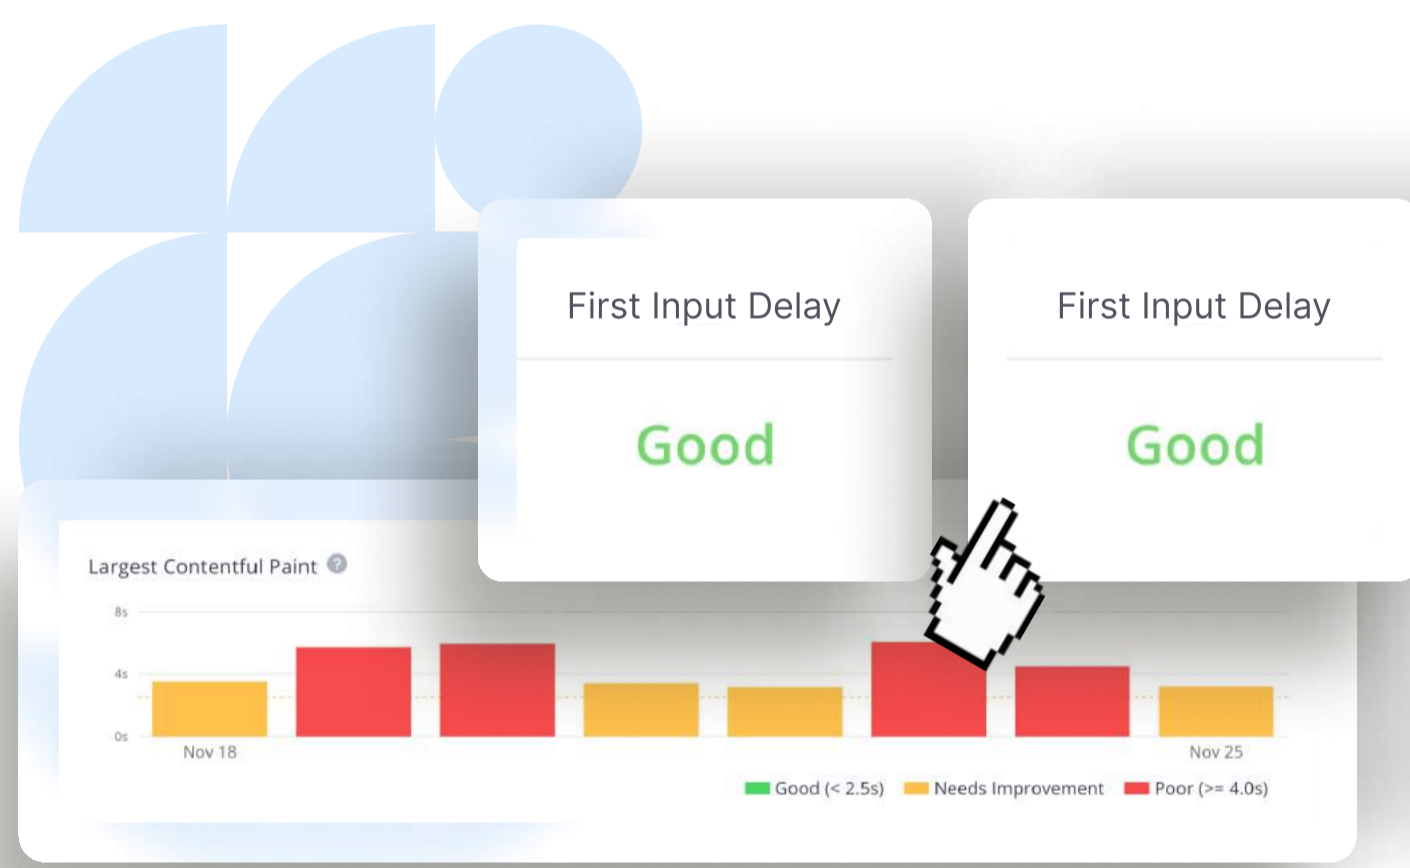 First Input Delay
First Input Delay
Good
Good
Largest Contentful Paint ?
8s
4s
0s
Nov 18
Nov 25
Good (< 2.5s)
Needs Improvement
Poor (>= 4.0s)